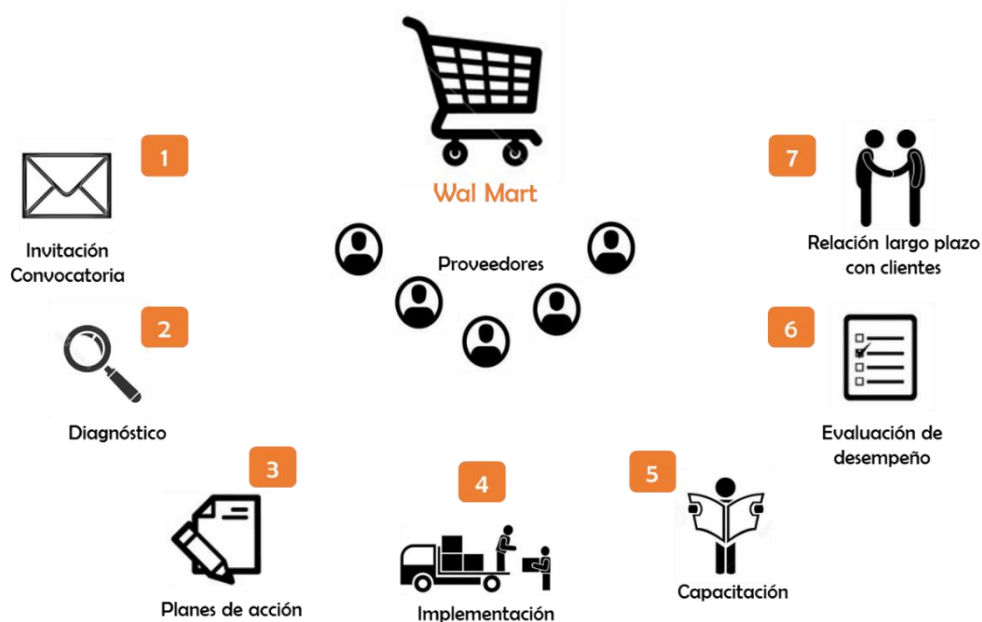 Wal Mart
Proveedores
1
Invitación
Convocatoria
2
Diagnóstico
3
Planes de acción
4
Implementación
5
Capacitación
6
Evaluación de
desempeño
7
Relación largo plazo
con clientes